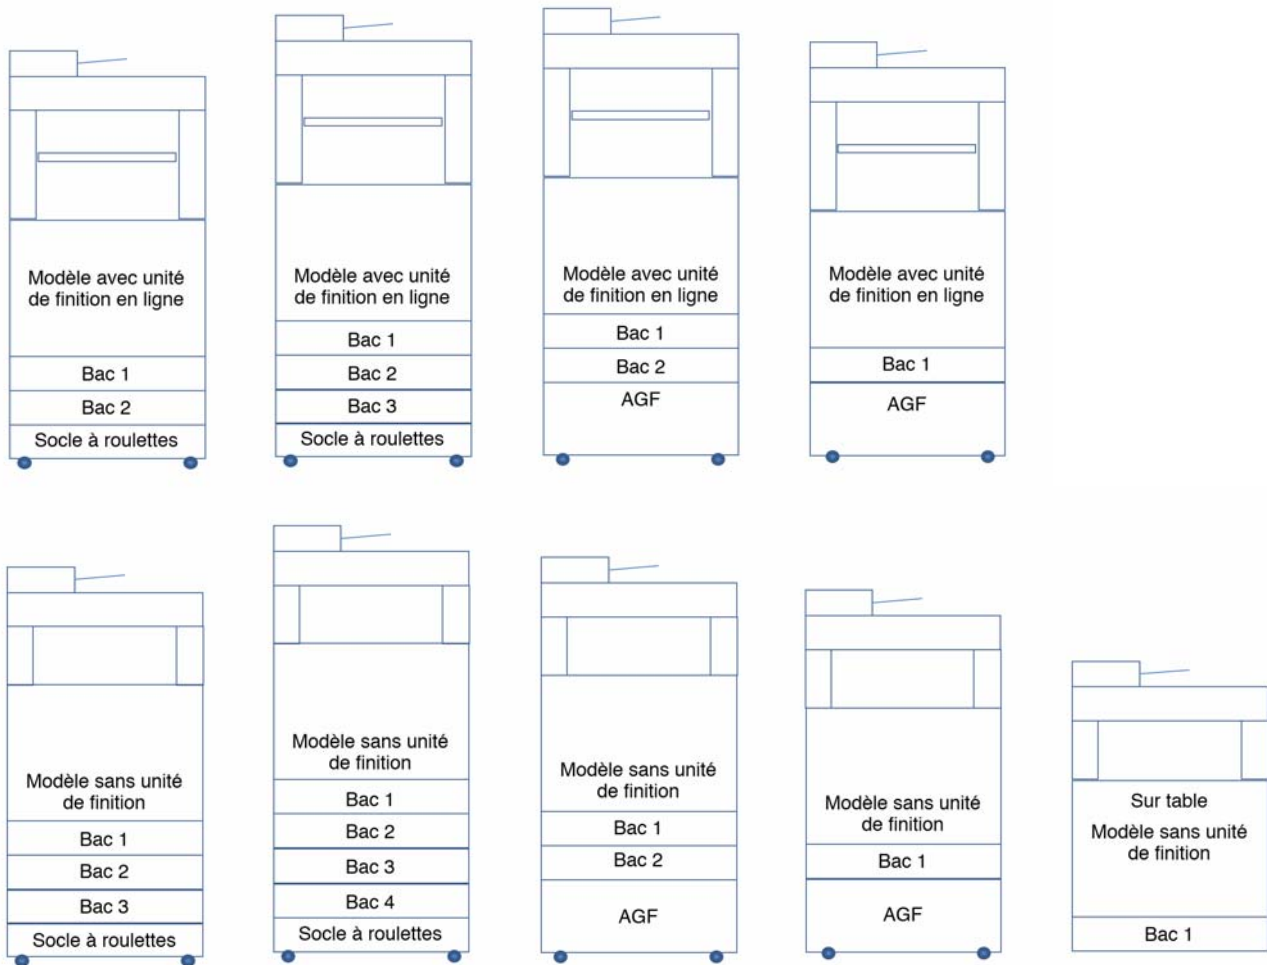 Modèle avec unité
de finition en ligne
Bac 1
Bac 2
Socle à roulettes
Modèle avec unité
de finition en ligne
Bac 1
Bac 2
Bac 3
Socle à roulettes
Modèle avec unité
de finition en ligne
Bac 1
Bac 2
AGF
Modèle avec unité
de finition en ligne
Bac 1
AGF
Modèle sans unité
de finition
Bac 1
Bac 2
Bac 3
Socle à roulettes
Modèle sans unité
de finition
Bac 1
Bac 2
Bac 3
Bac 4
Socle à roulettes
Modèle sans unité
de finition
Bac 1
Bac 2
AGF
Modèle sans unité
de finition
Bac 1
AGF
Sur table
Modèle sans unité
de finition
Bac 1